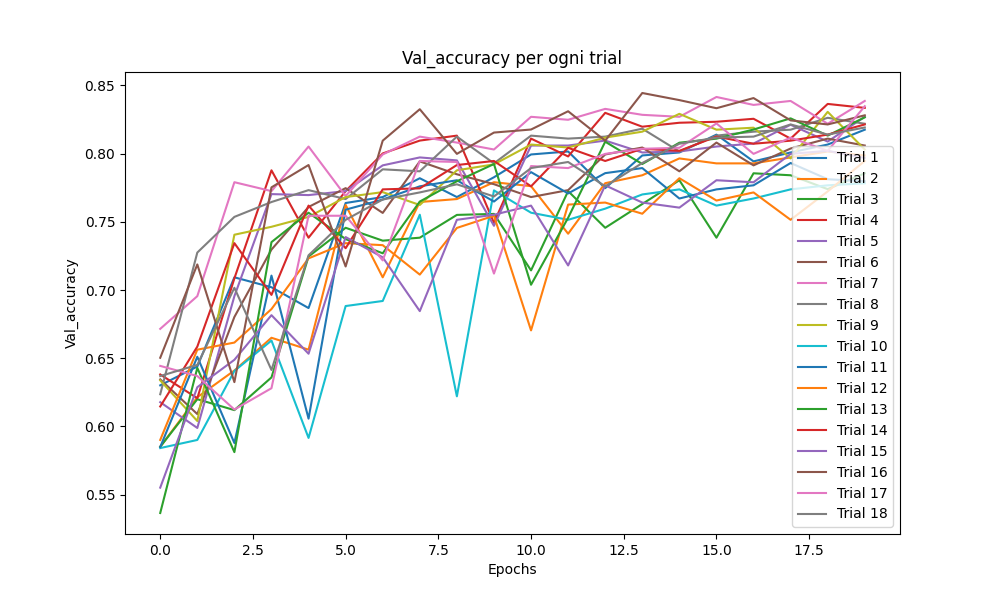 Val_accuracy per ogni trial
Val_accuracy
0.85
0.80
0.75
0.70
0.65
0.60
0.55
0.0
2.5
5.0
7.5
10.0
12.5
15.0
17.5
Epochs
Trial 1
Trial 2
Trial 3
Trial 4
Trial 5
Trial 6
Trial 7
Trial 8
Trial 9
Trial 10
Trial 11
Trial 12
Trial 13
Trial 14
Trial 15
Trial 16
Trial 17
Trial 18